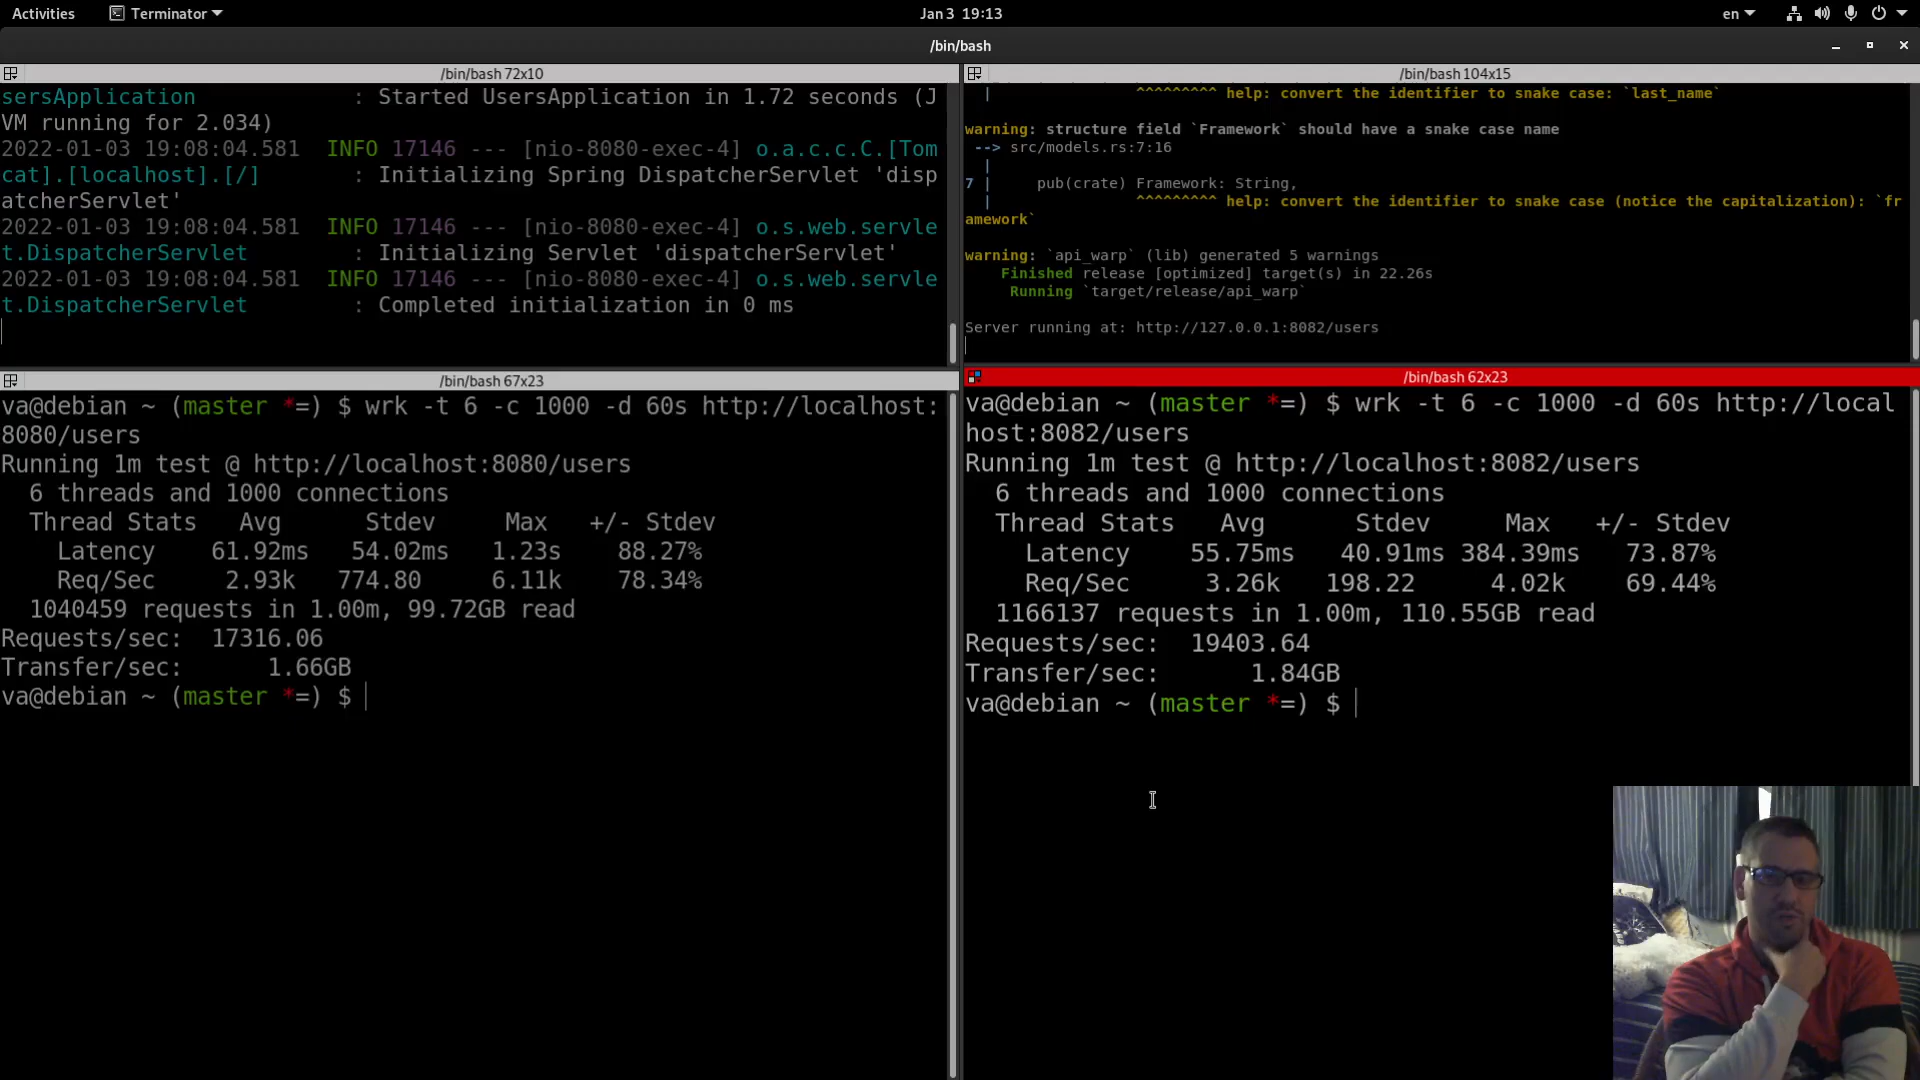 Activities
Terminator
Jan 3 19:13
en
/bin/bash
/bin/bash 72x10
sersApplication : Started UsersApplication in 1.72 seconds (J
VM running for 2.034)
2022-01-03 19:08:04.581 INFO 17146 --- [nio-8080-exec-4] o.a.c.c.C.[Tom
cat].[localhost].[/] : Initializing Spring DispatcherServlet 'disp
atcherServlet'
2022-01-03 19:08:04.581 INFO 17146 --- [nio-8080-exec-4] o.s.web.servle
t.DispatcherServlet : Initializing Servlet 'dispatcherServlet'
2022-01-03 19:08:04.581 INFO 17146 --- [nio-8080-exec-4] o.s.web.servle
t.DispatcherServlet : Completed initialization in 0 ms
/bin/bash 104x15
| ^^^^^^^^^ help: convert the identifier to snake case: `last_name`
warning: structure field `Framework` should have a snake case name
--> src/models.rs:7:16
|
7 | pub(crate) Framework: String,
| ^^^^^^^^^ help: convert the identifier to snake case (notice the capitalization): `fr
amework`
warning: `api_warp` (lib) generated 5 warnings
Finished release [optimized] target(s) in 22.26s
Running `target/release/api_warp`
Server running at: http://127.0.0.1:8082/users
/bin/bash 67x23
va@debian ~ (master *=) $ wrk -t 6 -c 1000 -d 60s http://localhost:
8080/users
Running 1m test @ http://localhost:8080/users
6 threads and 1000 connections
Thread Stats Avg Stdev Max +/- Stdev
Latency 61.92ms 54.02ms 1.23s 88.27%
Req/Sec 2.93k 774.80 6.11k 78.34%
1040459 requests in 1.00m, 99.72GB read
Requests/sec: 17316.06
Transfer/sec: 1.66GB
va@debian ~ (master *=) $
/bin/bash 62x23
va@debian ~ (master *=) $ wrk -t 6 -c 1000 -d 60s http://local
host:8082/users
Running 1m test @ http://localhost:8082/users
6 threads and 1000 connections
Thread Stats Avg Stdev Max +/- Stdev
Latency 55.75ms 40.91ms 384.39ms 73.87%
Req/Sec 3.26k 198.22 4.02k 69.44%
1166137 requests in 1.00m, 110.55GB read
Requests/sec: 19403.64
Transfer/sec: 1.84GB
va@debian ~ (master *=) $